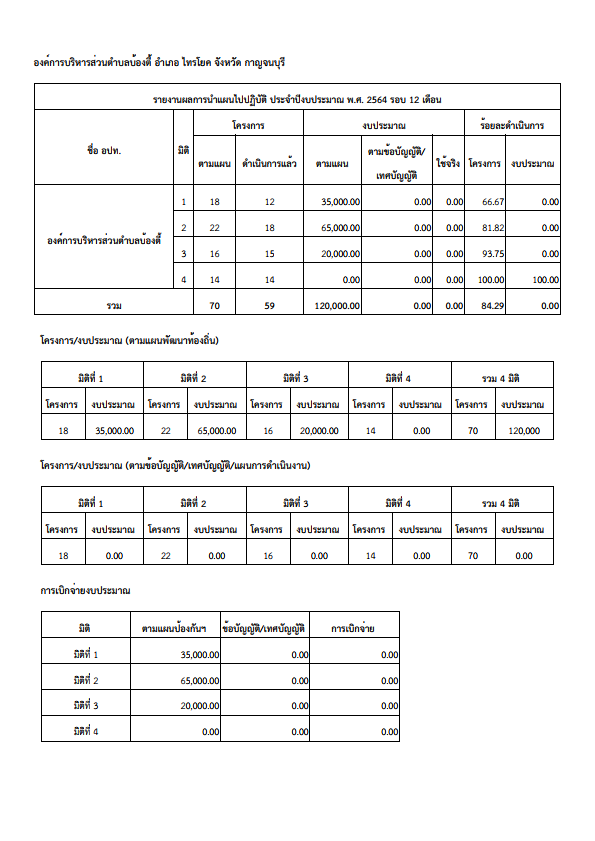 องค์การบริหารส่วนตำบลบ้องตี้ อำเภอ ไทรโยค จังหวัด กาญจนบุรี
รายงานผลการนำแผนไปปฏิบัติ ประจำปีงบประมาณ พ.ศ. 2564 รอบ 12 เดือน
ชื่อ อปท. มิติ โครงการ งบประมาณ ร้อยละดำเนินการ
ตามแผน ดำเนินการแล้ว ตามแผน ตามข้อบัญญัติ/ ใช้จริง โครงการ งบประมาณ
เทศบัญญัติ
องค์การบริหารส่วนตำบลบ้องตี้
1 18 12 35,000.00 0.00 0.00 66.67 0.00
2 22 18 65,000.00 0.00 0.00 81.82 0.00
3 16 15 20,000.00 0.00 0.00 93.75 0.00
4 14 14 0.00 0.00 0.00 100.00 100.00
รวม 70 59 120,000.00 0.00 0.00 84.29 0.00
โครงการ/งบประมาณ (ตามแผนพัฒนาท้องถิ่น)
มิติที่ 1 มิติที่ 2 มิติที่ 3 มิติที่ 4 รวม 4 มิติ
โครงการ งบประมาณ โครงการ งบประมาณ โครงการ งบประมาณ โครงการ งบประมาณ โครงการ งบประมาณ
18 35,000.00 22 65,000.00 16 20,000.00 14 0.00 70 120,000
โครงการ/งบประมาณ (ตามข้อบัญญัติ/เทศบัญญัติ/แผนการดำเนินงาน)
มิติที่ 1 มิติที่ 2 มิติที่ 3 มิติที่ 4 รวม 4 มิติ
โครงการ งบประมาณ โครงการ งบประมาณ โครงการ งบประมาณ โครงการ งบประมาณ โครงการ งบประมาณ
18 0.00 22 0.00 16 0.00 14 0.00 70 0.00
การเบิกจ่ายงบประมาณ
มิติ ตามแผนป้องกันฯ ข้อบัญญัติ/เทศบัญญัติ การเบิกจ่าย
มิติที่ 1 35,000.00 0.00 0.00
มิติที่ 2 65,000.00 0.00 0.00
มิติที่ 3 20,000.00 0.00 0.00
มิติที่ 4 0.00 0.00 0.00